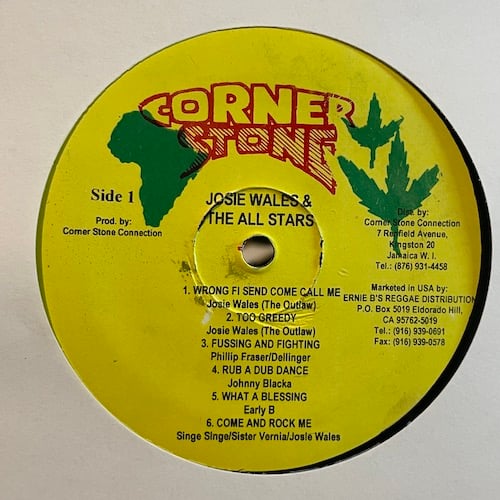 CORNER
STONE
Side 1
JOSIE WALES &
THE ALL STARS
Prod. by:
Corner Stone Connection
Dist. by:
Corner Stone Connection
7 Renfield Avenue,
Kingston 20
Jamaica W. I.
Tel.: (876) 931-4458
Marketed in USA by:
ERNIE B'S REGGAE DISTRIBUTION
P.O. Box 5019 Eldorado Hill,
CA 95762-5019
Tel.: (916) 939-0691
Fax: (916) 939-0578
1. WRONG FI SEND COME CALL ME
Josie Wales (The Outlaw)
2. TOO GREEDY
Josie Wales (The Outlaw)
3. FUSSING AND FIGHTING
Phillip Fraser/Dellinger
4. RUB A DUB DANCE
Johnny Blacka
5. WHAT A BLESSING
Early B
6. COME AND ROCK ME
Singe Singe/Sister Vernia/Josie Wales